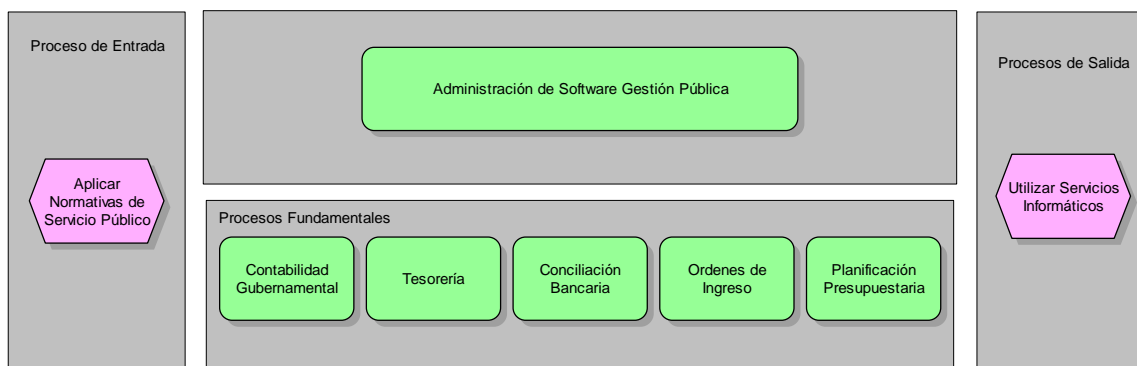 Proceso de Entrada
Aplicar
Normativas de
Servicio Público
Administración de Software Gestión Pública
Procesos Fundamentales
Contabilidad
Gubernamental
Tesorería
Conciliación
Bancaria
Ordenes de
Ingreso
Planificación
Presupuestaria
Procesos de Salida
Utilizar Servicios
Informáticos